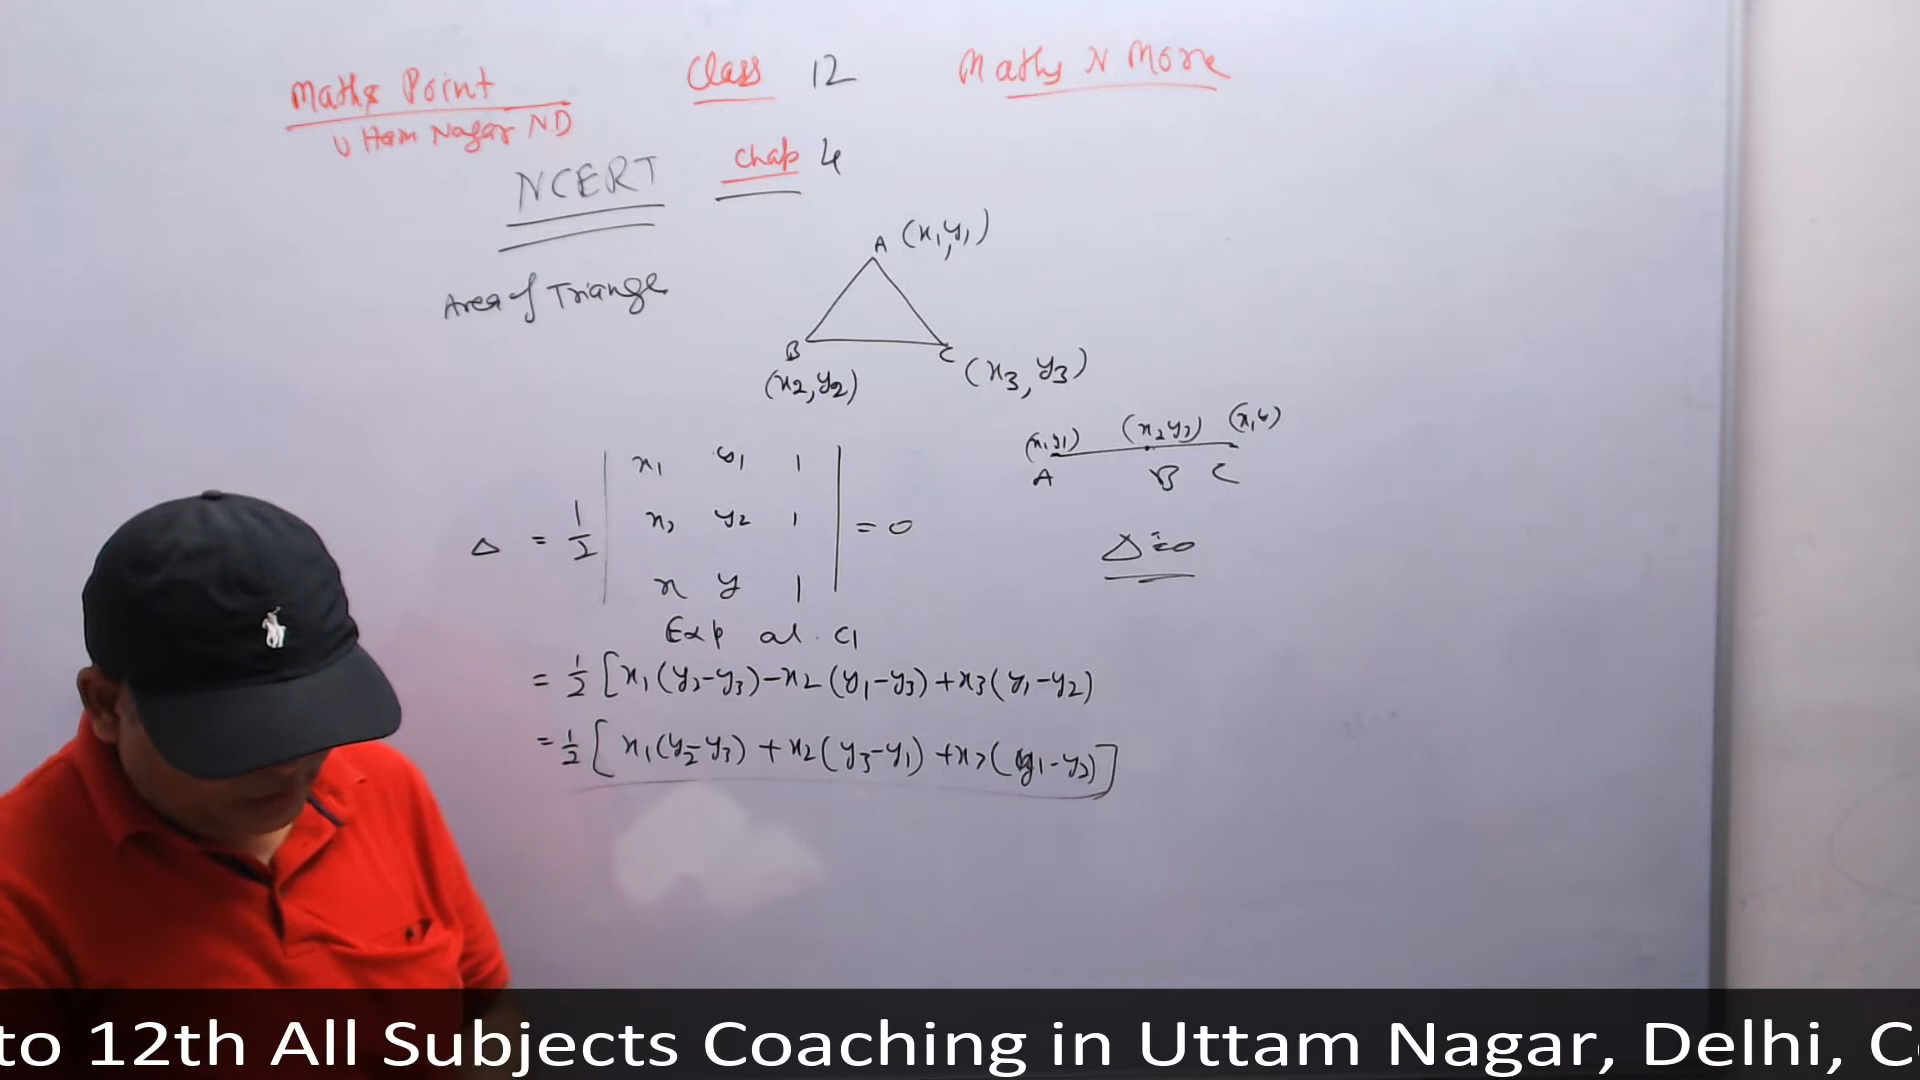 Maths Point Class 12 Maths N More
Uttam Nagar ND
NCERT Chap 4
A (x₁, y₁)
Area of Triangle
B C
(x₂, y₂) (x₃, y₃)
(x₁ y₁) (x₂ y₂)
A B C
x₁ y₁ 1
Δ = 1/2 | x₂ y₂ 1 | = 0
x y 1
Δ = 0
Exp al. C1
= 1/2 [x₁(y₂-y₃)-x₂(y₁-y₃)+x₃(y₁-y₂)
= 1/2 [x₁(y₂-y₃)+x₂(y₃-y₁)+x₃(y₁-y₂)]
to 12th All Subjects Coaching in Uttam Nagar, Delhi, C